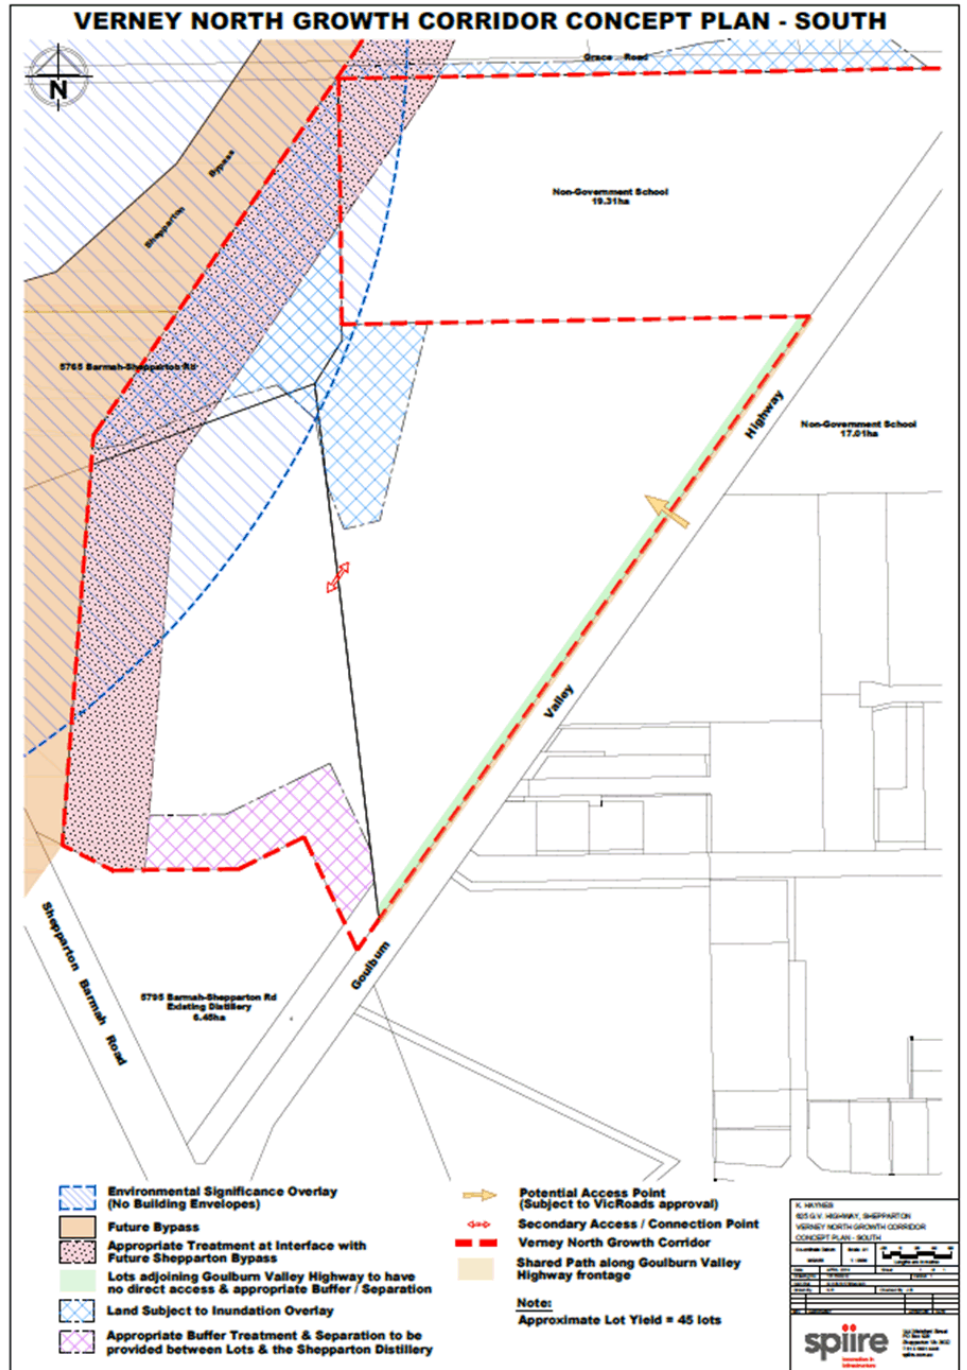 VERNEY NORTH GROWTH CORRIDOR CONCEPT PLAN - SOUTH
N
Grace Road
Bypass
Shepparton
Non-Government School
19.31ha
5765 Barmah-Shepparton Rd
Highway
Non-Government School
17.01ha
Valley
Goulburn
Shepparton Barmah Road
5795 Barmah-Shepparton Rd
Existing Distillery
6.45ha
Environmental Significance Overlay
(No Building Envelopes)
Future Bypass
Appropriate Treatment at Interface with
Future Shepparton Bypass
Lots adjoining Goulburn Valley Highway to have
no direct access & appropriate Buffer / Separation
Land Subject to Inundation Overlay
Appropriate Buffer Treatment & Separation to be
provided between Lots & the Shepparton Distillery
Potential Access Point
(Subject to VicRoads approval)
Secondary Access / Connection Point
Verney North Growth Corridor
Shared Path along Goulburn Valley
Highway frontage
Note:
Approximate Lot Yield = 45 lots
K. HAYNES
605 G.V. HIGHWAY, SHEPPARTON
VERNEY NORTH GROWTH CORRIDOR
CONCEPT PLAN - SOUTH
spiire